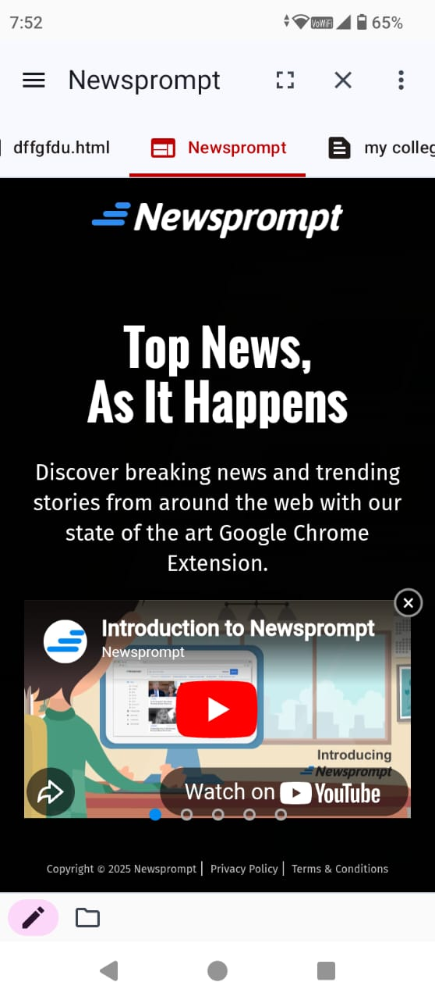 7:52
VoWiFi
65%
Newsprompt
dffgfdu.html
Newsprompt
my colleg
Newsprompt
Top News,
As It Happens
Discover breaking news and trending
stories from around the web with our
state of the art Google Chrome
Extension.
Introduction to Newsprompt
Newsprompt
Introducing
Newsprompt
Watch on YouTube
Copyright © 2025 Newsprompt | Privacy Policy | Terms & Conditions